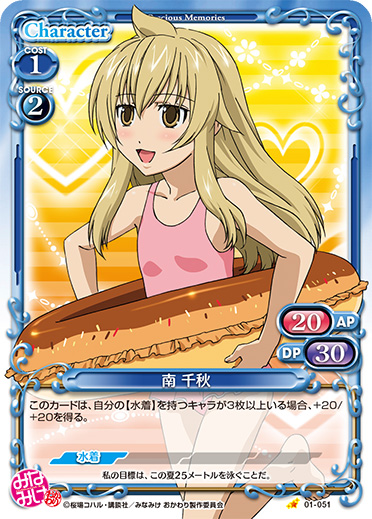 Precious Memories
Character
COST
1
SOURCE
2
20 AP
DP 30
南 千秋
このカードは、自分の【水着】を持つキャラが3枚以上いる場合、+20/
+20を得る。
水着
私の目標は、この夏25メートルを泳ぐことだ。
みなみけ
©桜場コハル・講談社／みなみけ おかわり製作委員会
01-051